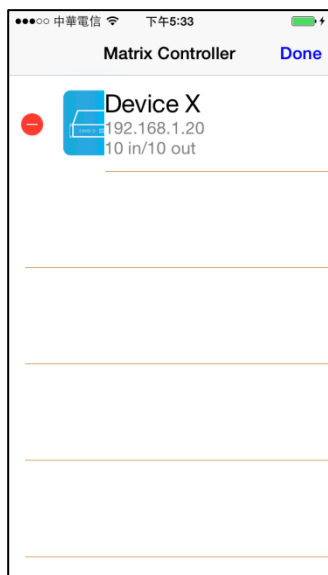 中華電信 下午5:33
Matrix Controller Done
Device X
192.168.1.20
10 in/10 out